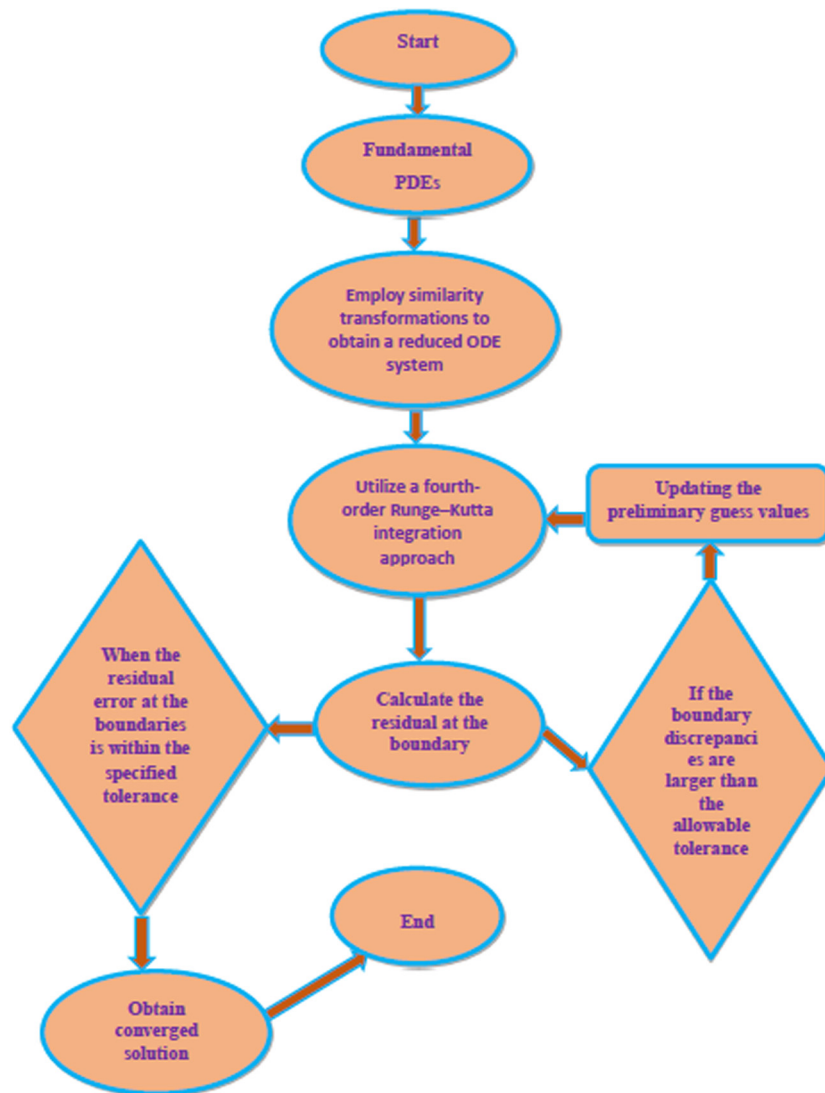 Start
Fundamental
PDEs
Employ similarity
transformations to
obtain a reduced ODE
system
Utilize a fourth-
order Runge–Kutta
integration
approach
Updating the
preliminary guess values
When the
residual
error at the
boundaries
is within the
specified
tolerance
Calculate the
residual at the
boundary
If the
boundary
discrepanci
es are
larger than
the
allowable
tolerance
End
Obtain
converged
solution